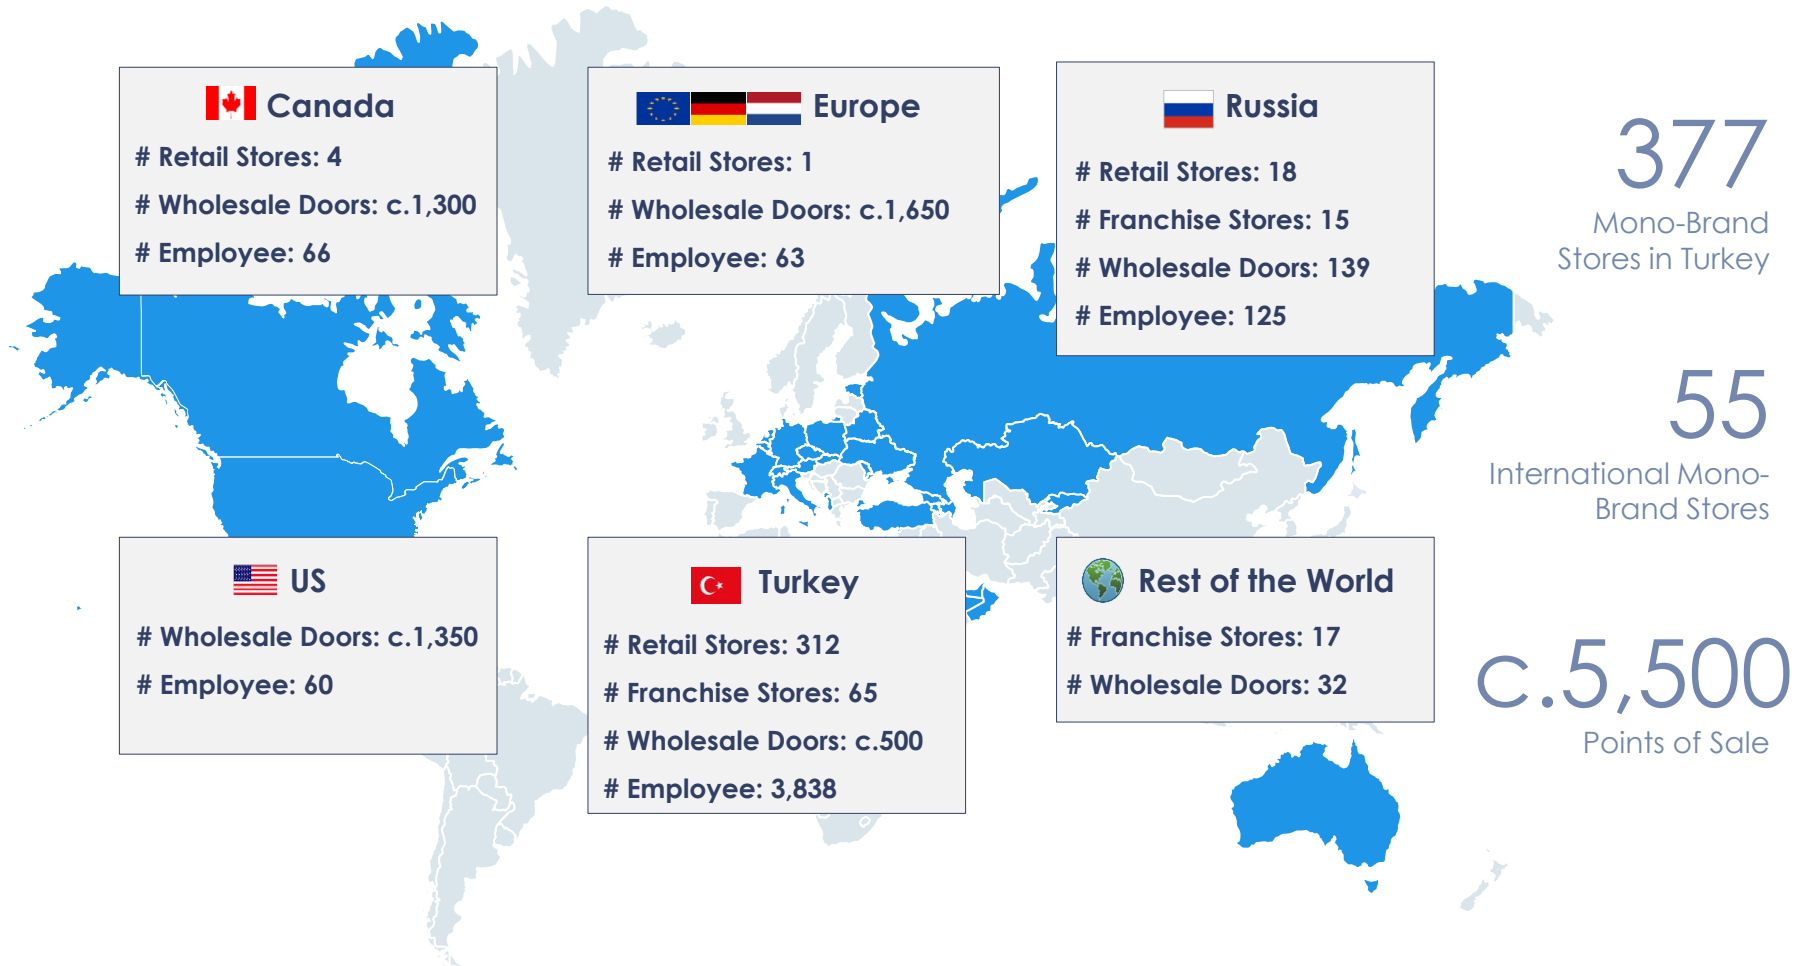 Canada
# Retail Stores: 4
# Wholesale Doors: c.1,300
# Employee: 66
Europe
# Retail Stores: 1
# Wholesale Doors: c.1,650
# Employee: 63
Russia
# Retail Stores: 18
# Franchise Stores: 15
# Wholesale Doors: 139
# Employee: 125
377
Mono-Brand
Stores in Turkey
55
International Mono-
Brand Stores
US
# Wholesale Doors: c.1,350
# Employee: 60
Turkey
# Retail Stores: 312
# Franchise Stores: 65
# Wholesale Doors: c.500
# Employee: 3,838
Rest of the World
# Franchise Stores: 17
# Wholesale Doors: 32
c.5,500
Points of Sale